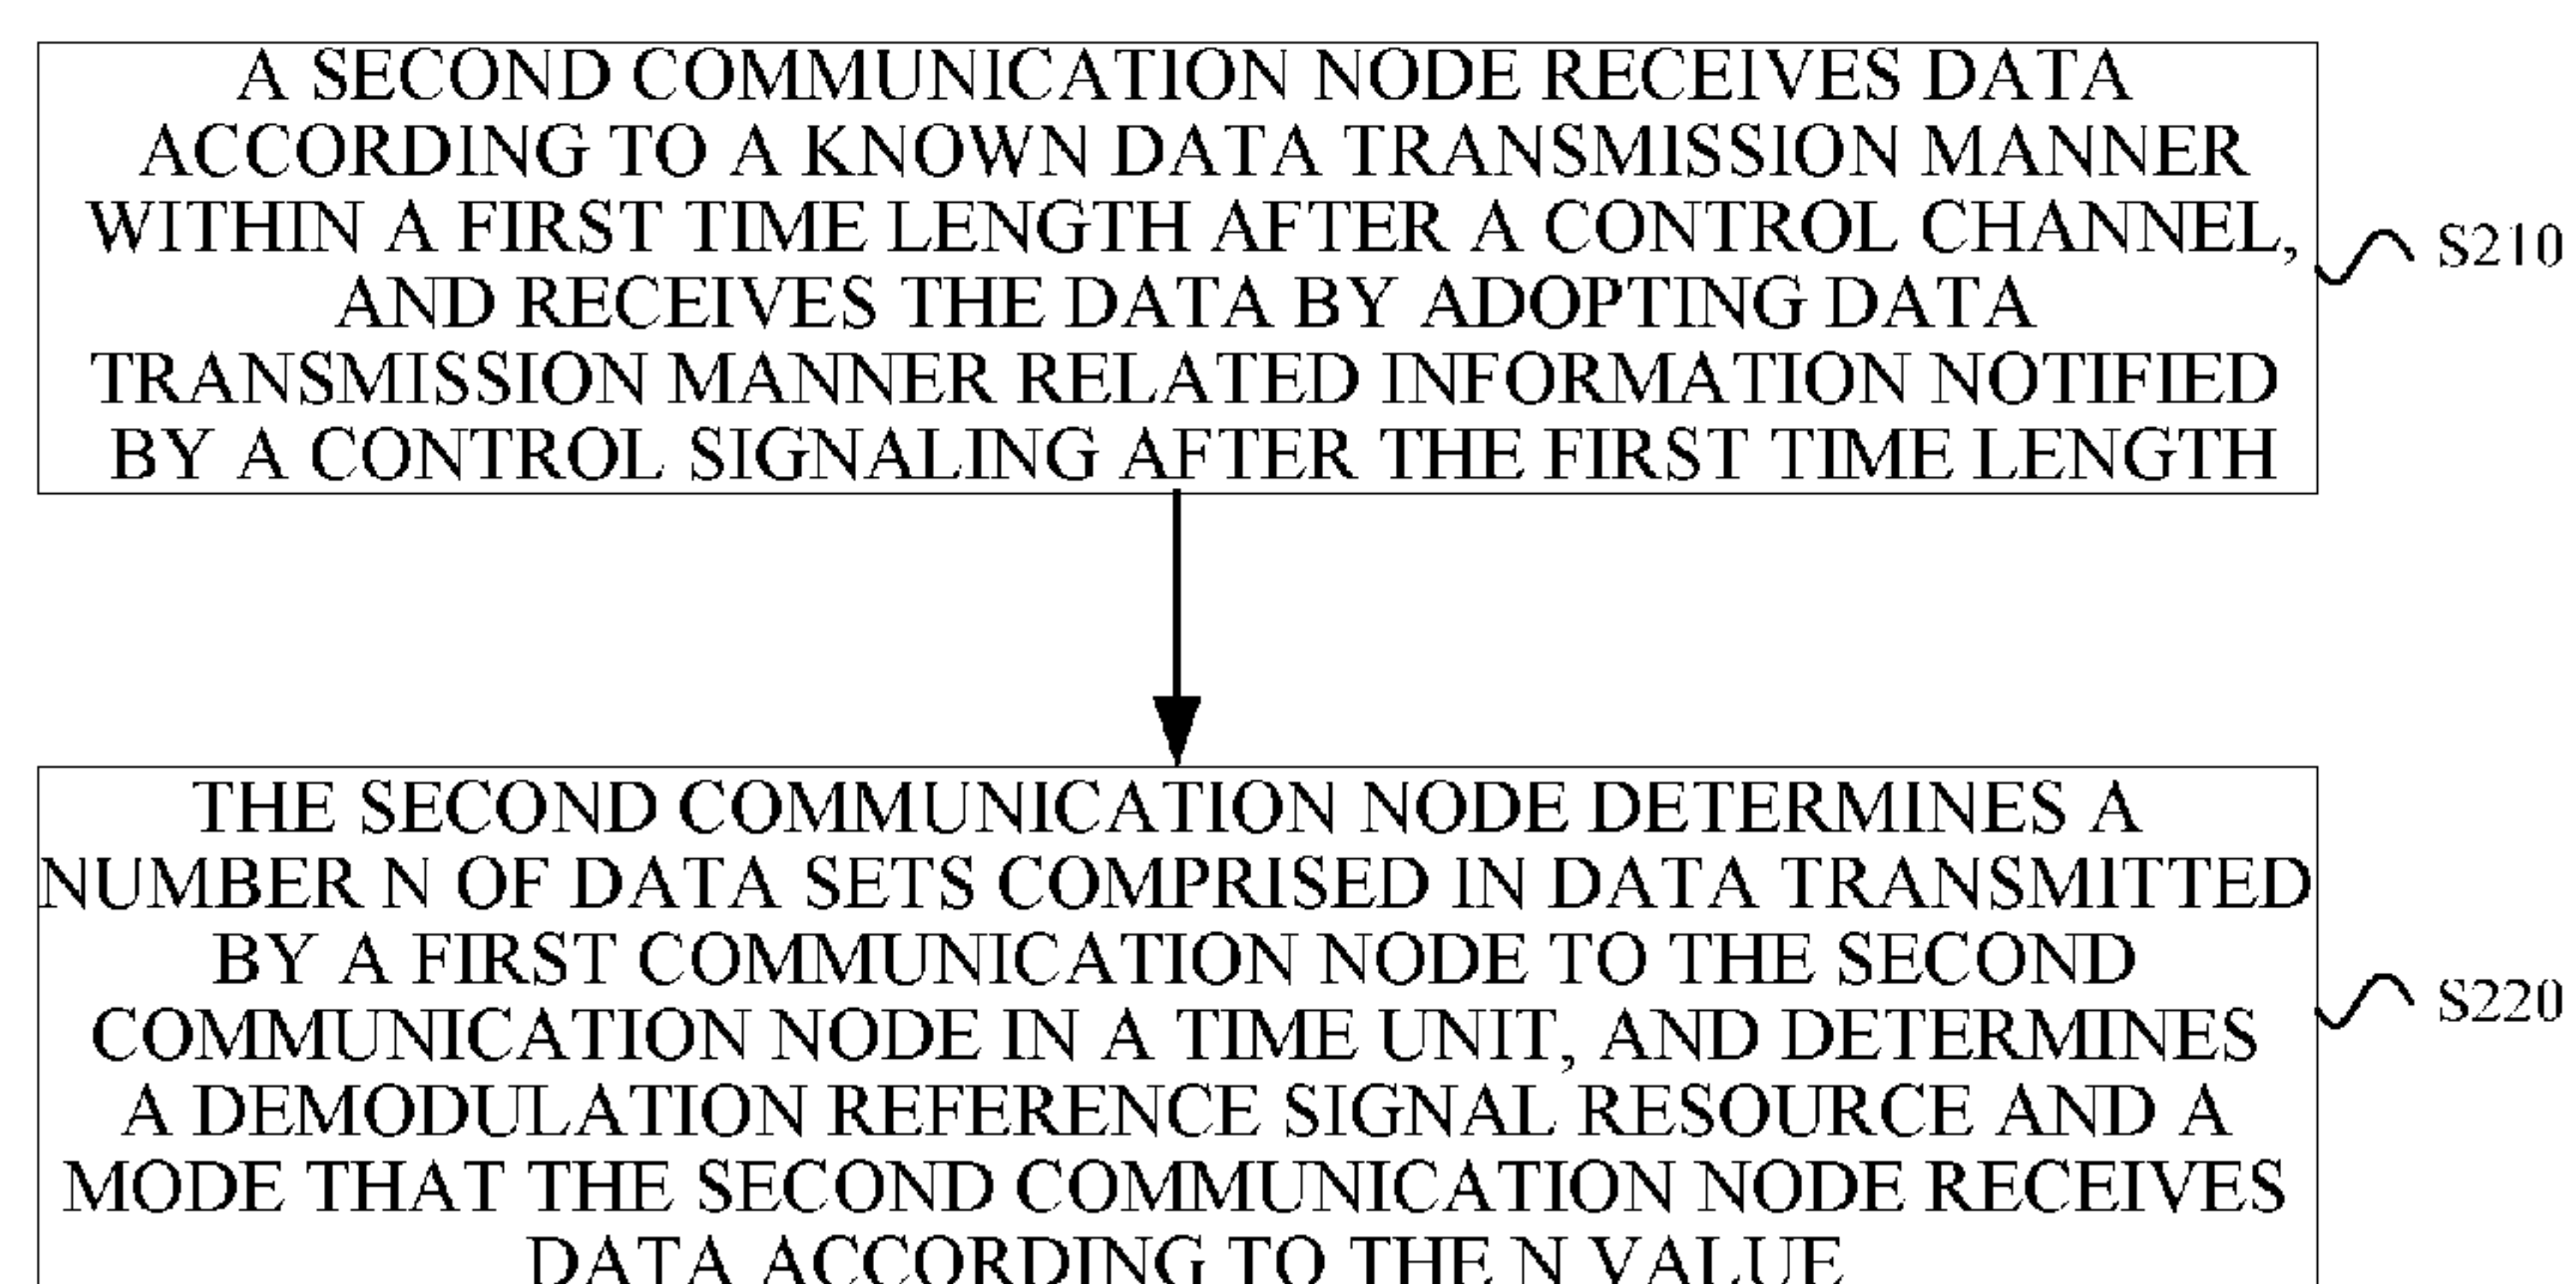 A SECOND COMMUNICATION NODE RECEIVES DATA
ACCORDING TO A KNOWN DATA TRANSMISSION MANNER
WITHIN A FIRST TIME LENGTH AFTER A CONTROL CHANNEL,
AND RECEIVES THE DATA BY ADOPTING DATA
TRANSMISSION MANNER RELATED INFORMATION NOTIFIED
BY A CONTROL SIGNALING AFTER THE FIRST TIME LENGTH
S210
THE SECOND COMMUNICATION NODE DETERMINES A
NUMBER N OF DATA SETS COMPRISED IN DATA TRANSMITTED
BY A FIRST COMMUNICATION NODE TO THE SECOND
COMMUNICATION NODE IN A TIME UNIT, AND DETERMINES
A DEMODULATION REFERENCE SIGNAL RESOURCE AND A
MODE THAT THE SECOND COMMUNICATION NODE RECEIVES
DATA ACCORDING TO THE N VALUE
S220